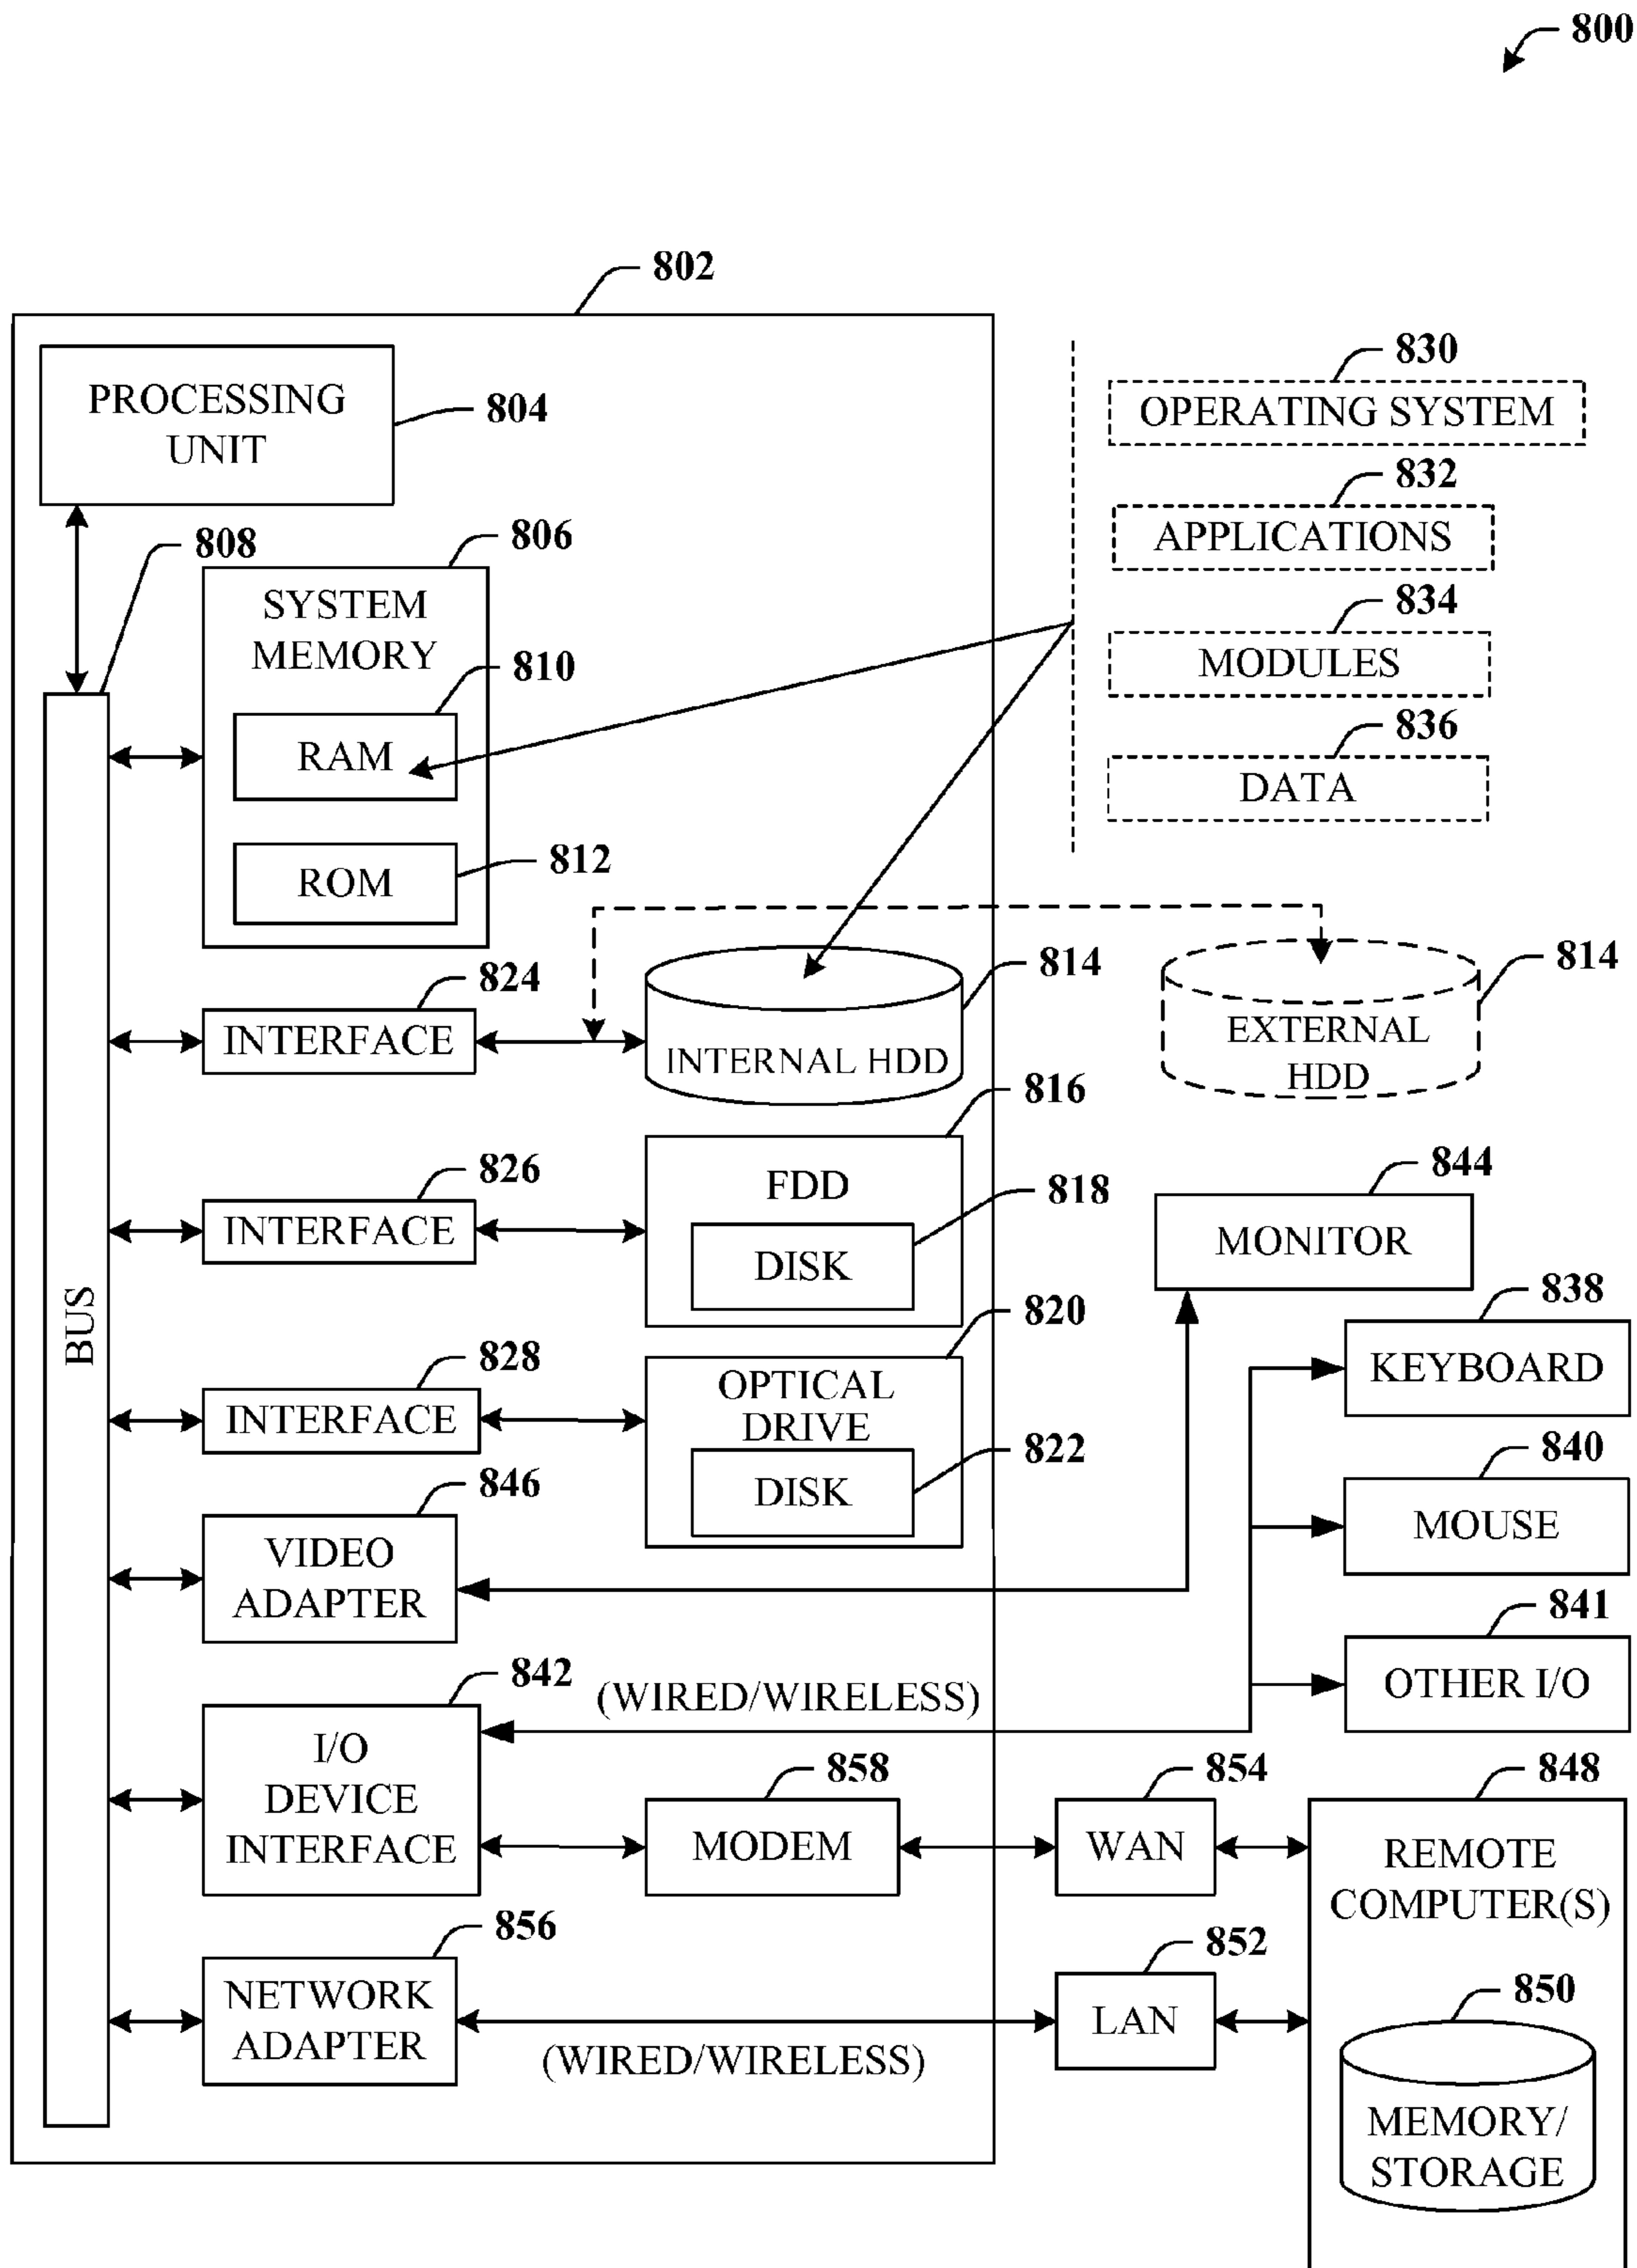 800
802
PROCESSING
UNIT
804
808
806
SYSTEM
MEMORY
810
RAM
812
ROM
830
OPERATING SYSTEM
832
APPLICATIONS
834
MODULES
836
DATA
BUS
824
INTERFACE
814
INTERNAL HDD
814
EXTERNAL
HDD
826
INTERFACE
816
FDD
818
DISK
844
MONITOR
828
INTERFACE
820
OPTICAL
DRIVE
822
DISK
838
KEYBOARD
840
MOUSE
841
OTHER I/O
846
VIDEO
ADAPTER
842
I/O
DEVICE
INTERFACE
(WIRED/WIRELESS)
858
MODEM
854
WAN
848
REMOTE
COMPUTER(S)
856
NETWORK
ADAPTER
(WIRED/WIRELESS)
852
LAN
850
MEMORY/
STORAGE